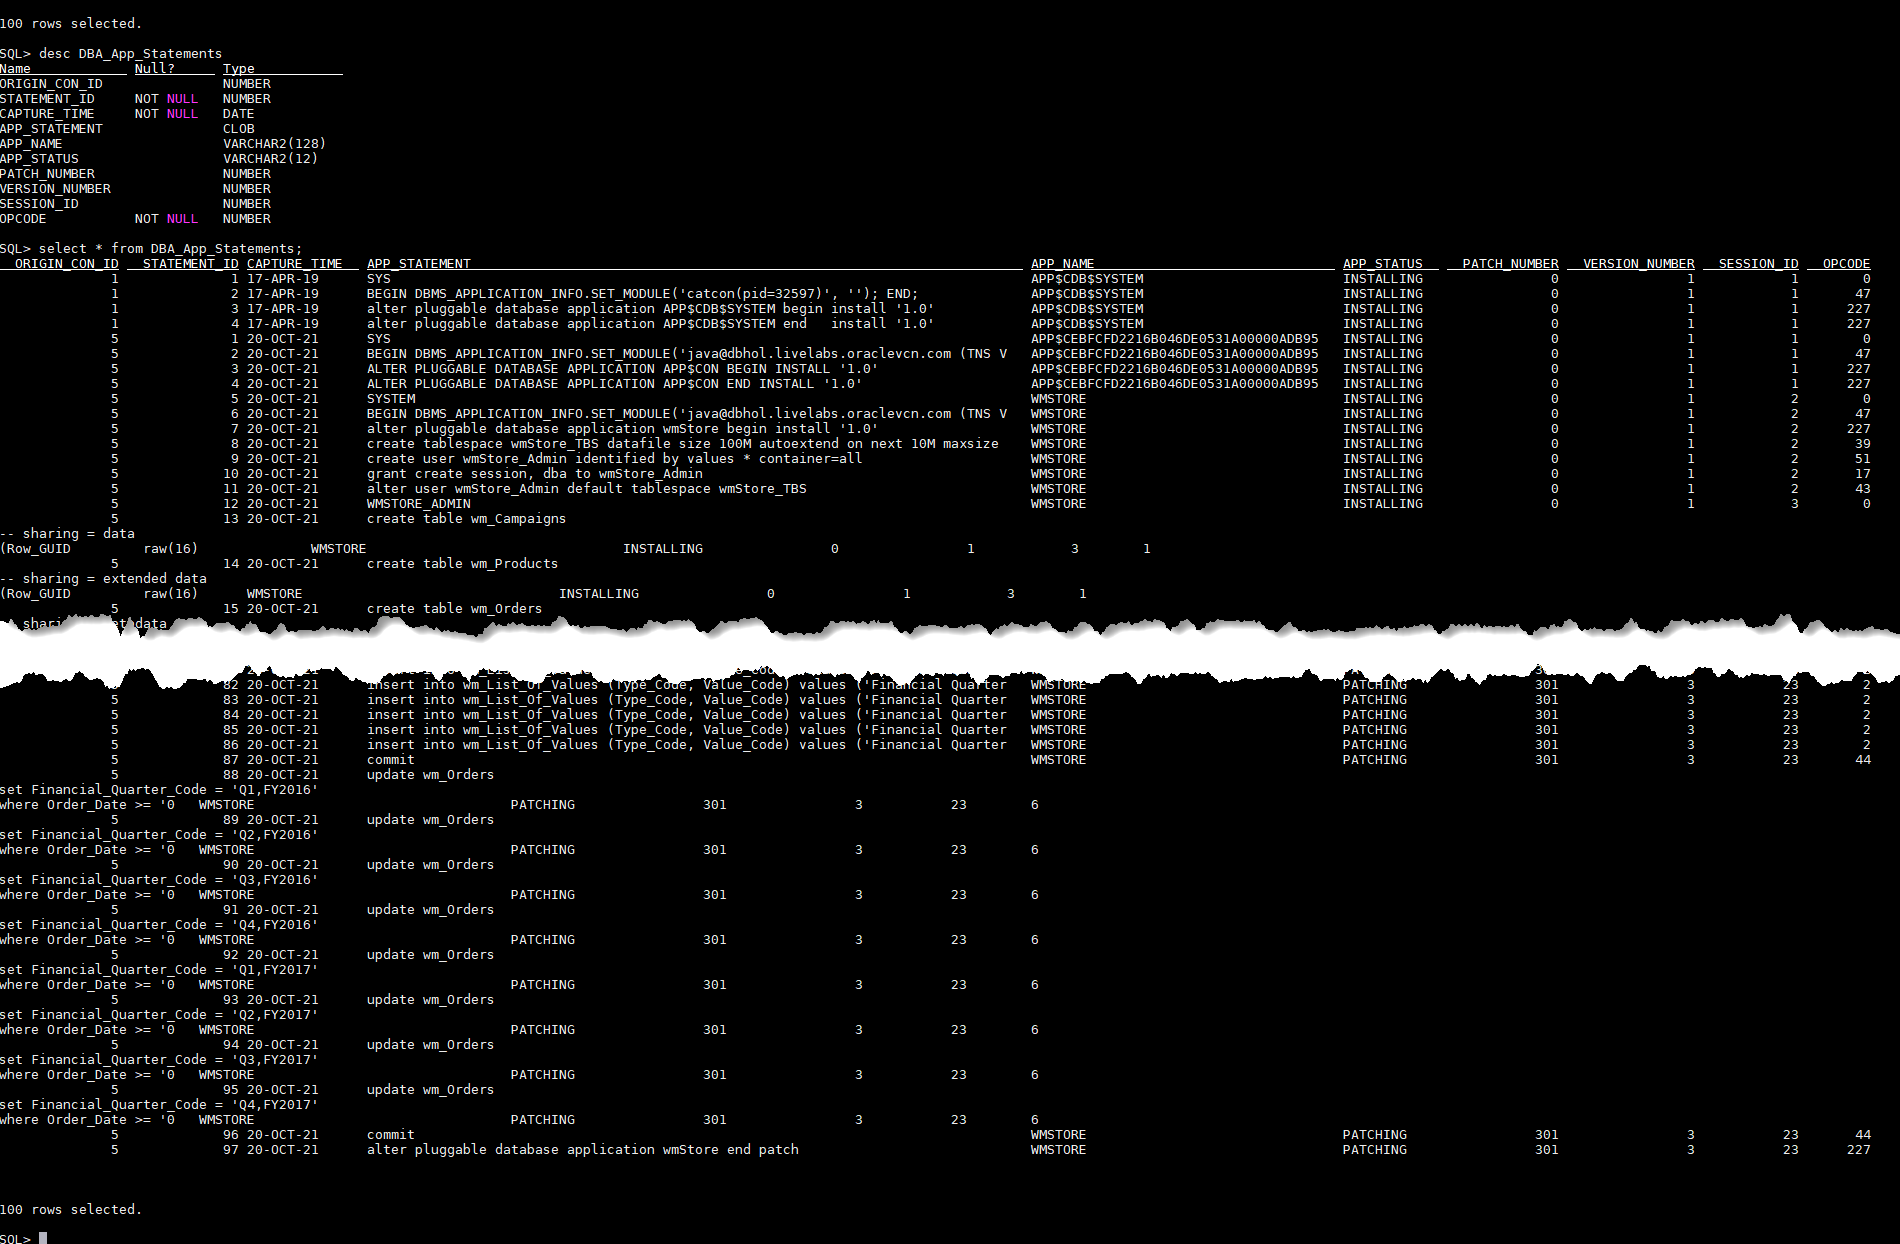 100 rows selected.
SQL> desc DBA_App_Statements
Name Null? Type
ORIGIN_CON_ID NUMBER
STATEMENT_ID NOT NULL NUMBER
CAPTURE_TIME NOT NULL DATE
APP_STATEMENT CLOB
APP_NAME VARCHAR2(128)
APP_STATUS VARCHAR2(12)
PATCH_NUMBER NUMBER
VERSION_NUMBER NUMBER
SESSION_ID NUMBER
OPCODE NOT NULL NUMBER
SQL> select * from DBA_App_Statements;
ORIGIN_CON_ID STATEMENT_ID CAPTURE_TIME APP_STATEMENT APP_NAME APP_STATUS PATCH_NUMBER VERSION_NUMBER SESSION_ID OPCODE
1 1 17-APR-19 SYS APP$CDB$SYSTEM INSTALLING 0 1 1 0
1 2 17-APR-19 BEGIN DBMS_APPLICATION_INFO.SET_MODULE('catcon(pid=32597)', ''); END; APP$CDB$SYSTEM INSTALLING 0 1 1 47
1 3 17-APR-19 alter pluggable database application APP$CDB$SYSTEM begin install '1.0' APP$CDB$SYSTEM INSTALLING 0 1 1 227
1 4 17-APR-19 alter pluggable database application APP$CDB$SYSTEM end install '1.0' APP$CDB$SYSTEM INSTALLING 0 1 1 227
5 1 20-OCT-21 SYS APP$CEBFCFD2216B046DE0531A00000ADB95 INSTALLING 0 1 1 0
5 2 20-OCT-21 BEGIN DBMS_APPLICATION_INFO.SET_MODULE('java@dbhol.livelabs.oraclevcn.com (TNS V APP$CEBFCFD2216B046DE0531A00000ADB95 INSTALLING 0 1 1 47
5 3 20-OCT-21 ALTER PLUGGABLE DATABASE APPLICATION APP$CON BEGIN INSTALL '1.0' APP$CEBFCFD2216B046DE0531A00000ADB95 INSTALLING 0 1 1 227
5 4 20-OCT-21 ALTER PLUGGABLE DATABASE APPLICATION APP$CON END INSTALL '1.0' APP$CEBFCFD2216B046DE0531A00000ADB95 INSTALLING 0 1 1 227
5 5 20-OCT-21 SYSTEM WMSTORE INSTALLING 0 1 2 0
5 6 20-OCT-21 BEGIN DBMS_APPLICATION_INFO.SET_MODULE('java@dbhol.livelabs.oraclevcn.com (TNS V WMSTORE INSTALLING 0 1 2 47
5 7 20-OCT-21 alter pluggable database application wmStore begin install '1.0' WMSTORE INSTALLING 0 1 2 227
5 8 20-OCT-21 create tablespace wmStore_TBS datafile size 100M autoextend on next 10M maxsize WMSTORE INSTALLING 0 1 2 39
5 9 20-OCT-21 create user wmStore_Admin identified by values * container=all WMSTORE INSTALLING 0 1 2 51
5 10 20-OCT-21 grant create session, dba to wmStore_Admin WMSTORE INSTALLING 0 1 2 17
5 11 20-OCT-21 alter user wmStore_Admin default tablespace wmStore_TBS WMSTORE INSTALLING 0 1 2 43
5 12 20-OCT-21 WMSTORE_ADMIN WMSTORE INSTALLING 0 1 3 0
5 13 20-OCT-21 create table wm_Campaigns
-- sharing = data
(Row_GUID raw(16) WMSTORE INSTALLING 0 1 3 1
5 14 20-OCT-21 create table wm_Products
-- sharing = extended data
(Row_GUID raw(16) WMSTORE INSTALLING 0 1 3 1
5 15 20-OCT-21 create table wm_Orders
82 20-OCT-21 insert into wm_List_Of_Values (Type_Code, Value_Code) values ('Financial Quarter WMSTORE PATCHING 301 3 23 2
5 83 20-OCT-21 insert into wm_List_Of_Values (Type_Code, Value_Code) values ('Financial Quarter WMSTORE PATCHING 301 3 23 2
5 84 20-OCT-21 insert into wm_List_Of_Values (Type_Code, Value_Code) values ('Financial Quarter WMSTORE PATCHING 301 3 23 2
5 85 20-OCT-21 insert into wm_List_Of_Values (Type_Code, Value_Code) values ('Financial Quarter WMSTORE PATCHING 301 3 23 2
5 86 20-OCT-21 insert into wm_List_Of_Values (Type_Code, Value_Code) values ('Financial Quarter WMSTORE PATCHING 301 3 23 2
5 87 20-OCT-21 commit WMSTORE PATCHING 301 3 23 44
5 88 20-OCT-21 update wm_Orders
set Financial_Quarter_Code = 'Q1,FY2016'
where Order_Date >= '0 WMSTORE PATCHING 301 3 23 6
5 89 20-OCT-21 update wm_Orders
set Financial_Quarter_Code = 'Q2,FY2016'
where Order_Date >= '0 WMSTORE PATCHING 301 3 23 6
5 90 20-OCT-21 update wm_Orders
set Financial_Quarter_Code = 'Q3,FY2016'
where Order_Date >= '0 WMSTORE PATCHING 301 3 23 6
5 91 20-OCT-21 update wm_Orders
set Financial_Quarter_Code = 'Q4,FY2016'
where Order_Date >= '0 WMSTORE PATCHING 301 3 23 6
5 92 20-OCT-21 update wm_Orders
set Financial_Quarter_Code = 'Q1,FY2017'
where Order_Date >= '0 WMSTORE PATCHING 301 3 23 6
5 93 20-OCT-21 update wm_Orders
set Financial_Quarter_Code = 'Q2,FY2017'
where Order_Date >= '0 WMSTORE PATCHING 301 3 23 6
5 94 20-OCT-21 update wm_Orders
set Financial_Quarter_Code = 'Q3,FY2017'
where Order_Date >= '0 WMSTORE PATCHING 301 3 23 6
5 95 20-OCT-21 update wm_Orders
set Financial_Quarter_Code = 'Q4,FY2017'
where Order_Date >= '0 WMSTORE PATCHING 301 3 23 6
5 96 20-OCT-21 commit WMSTORE PATCHING 301 3 23 44
5 97 20-OCT-21 alter pluggable database application wmStore end patch WMSTORE PATCHING 301 3 23 227
100 rows selected.
SQL>